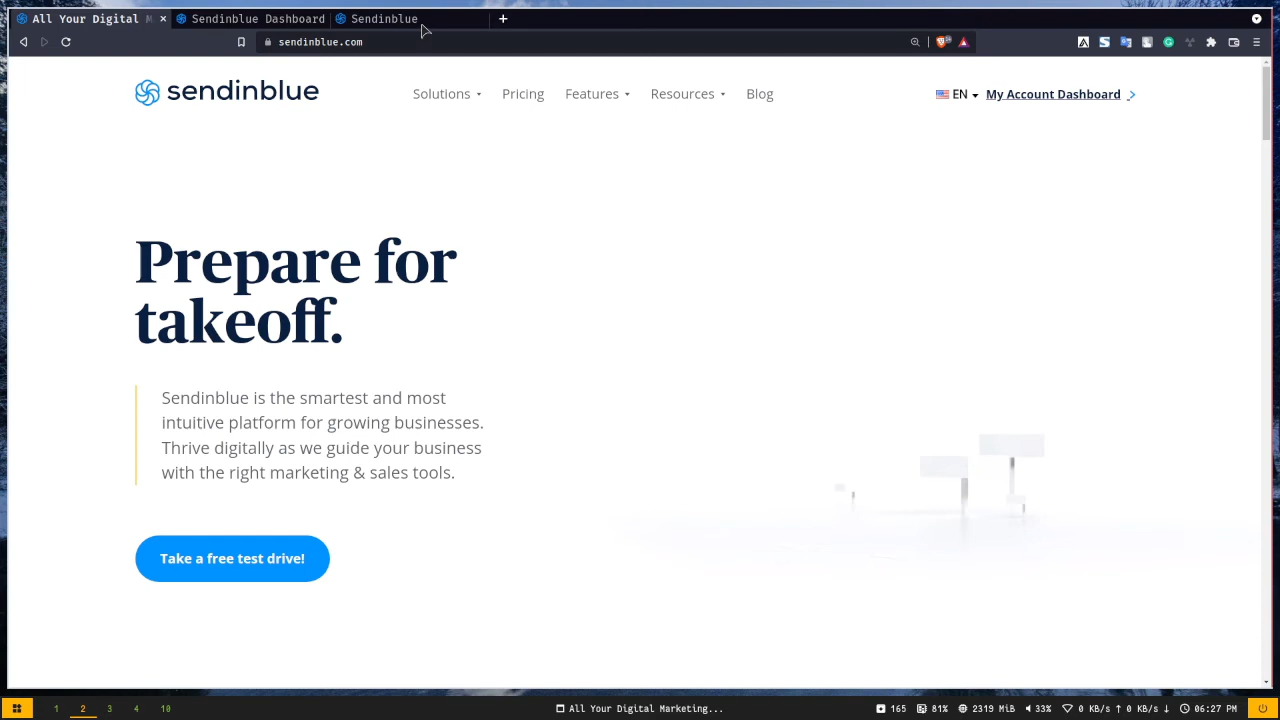 All Your Digital M
Sendinblue Dashboard
Sendinblue
sendinblue.com
sendinblue
Solutions
Pricing
Features
Resources
Blog
EN
My Account Dashboard
Prepare for
takeoff.
Sendinblue is the smartest and most
intuitive platform for growing businesses.
Thrive digitally as we guide your business
with the right marketing & sales tools.
Take a free test drive!
1 2 3 4 10
All Your Digital Marketing...
165 81% 2319 MiB 33% 0 KB/s ↑ 0 KB/s ↓ 06:27 PM